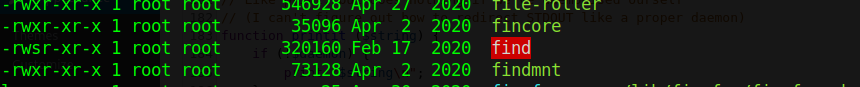 -rwxr-xr-x 1 root root 546928 Apr 27 2020 file-roller
-rwxr-xr-x 1 root root 35096 Apr 2 2020 fincore
-rwsr-xr-x 1 root root 320160 Feb 17 2020 find
-rwxr-xr-x 1 root root 73128 Apr 2 2020 findmnt